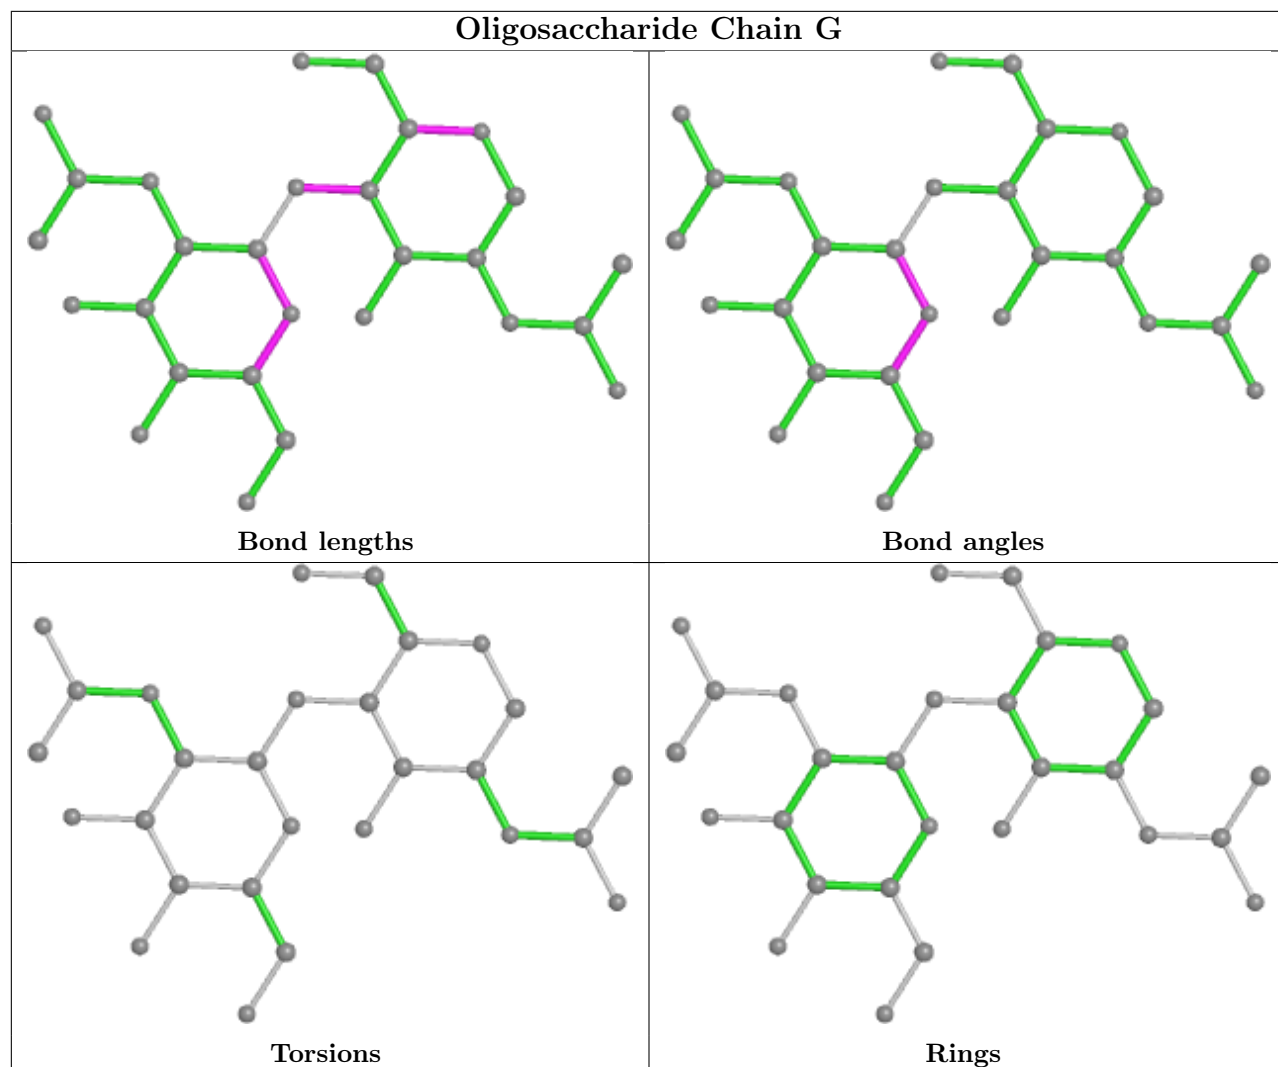 Oligosaccharide Chain G
Bond lengths
Bond angles
Torsions
Rings